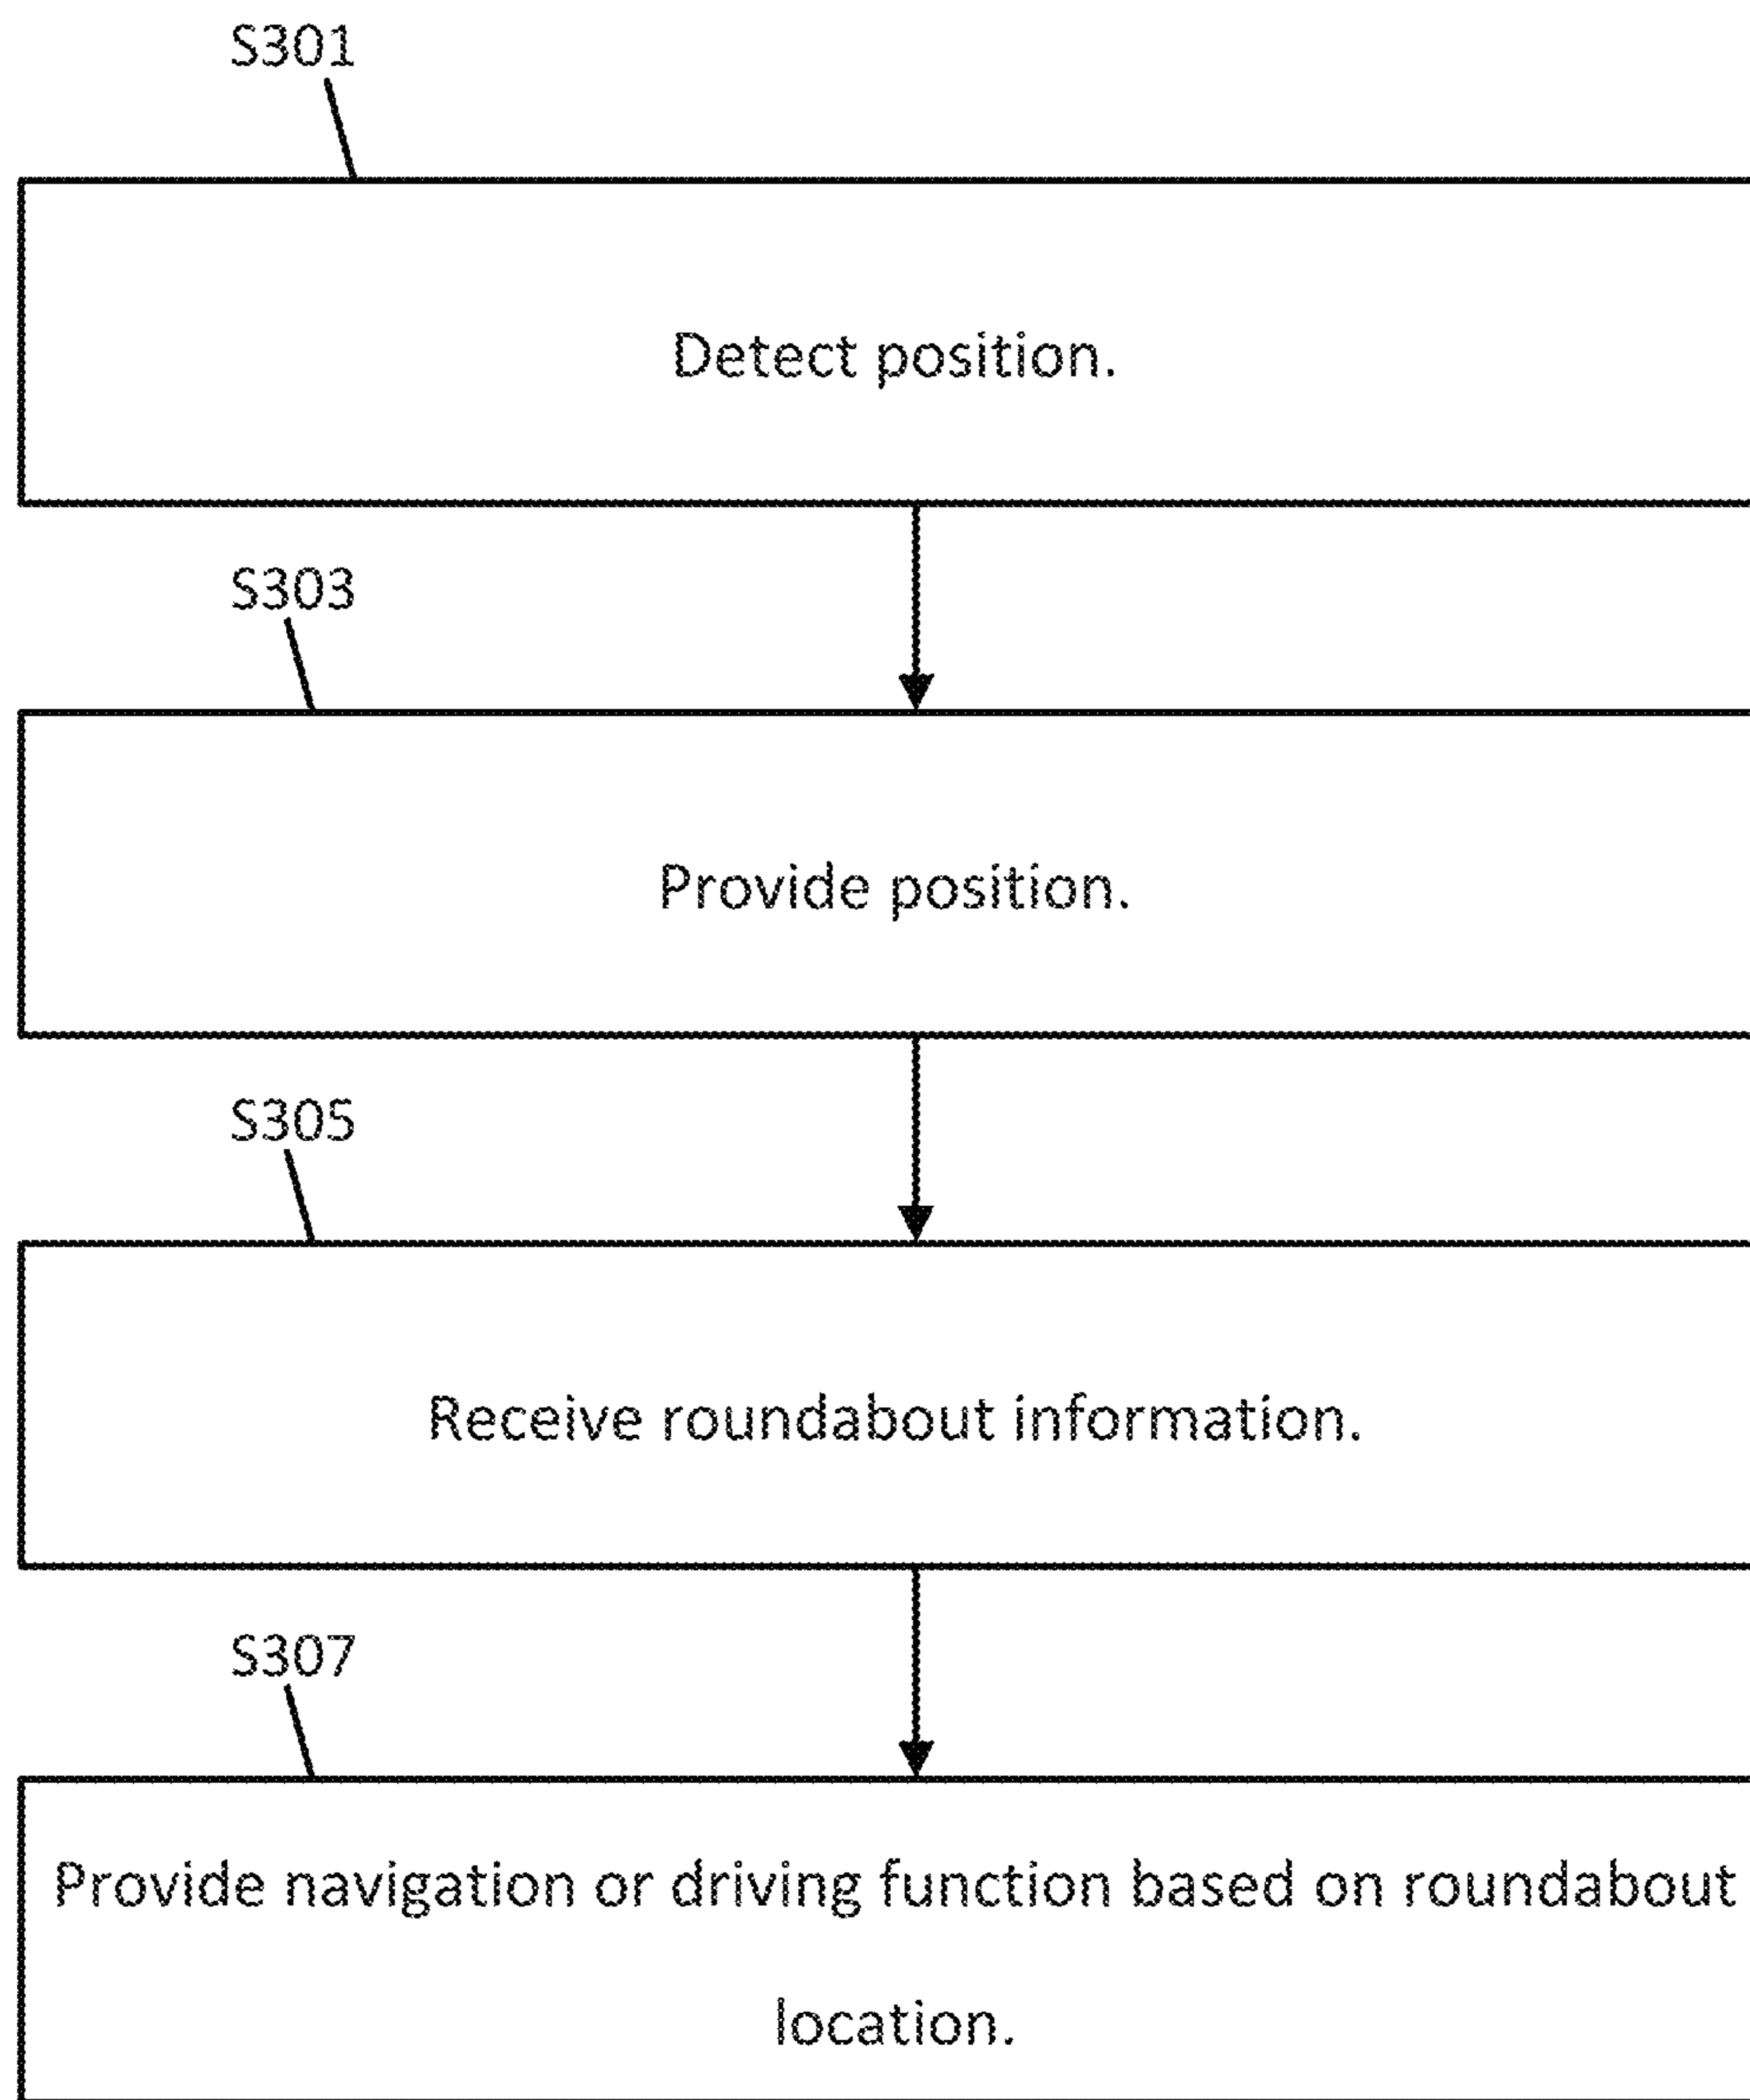 S301
Detect position.
S303
Provide position.
S305
Receive roundabout information.
S307
Provide navigation or driving function based on roundabout
location.